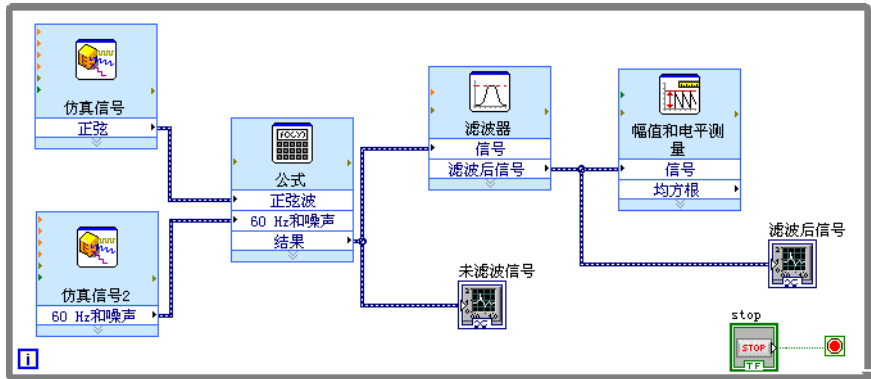 仿真信号
正弦
仿真信号2
60 Hz和噪声
f(x,y)
公式
正弦波
60 Hz和噪声
结果
滤波器
信号
滤波后信号
未滤波信号
幅值和电平测
量
信号
均方根
滤波后信号
stop
STOP
TF
i